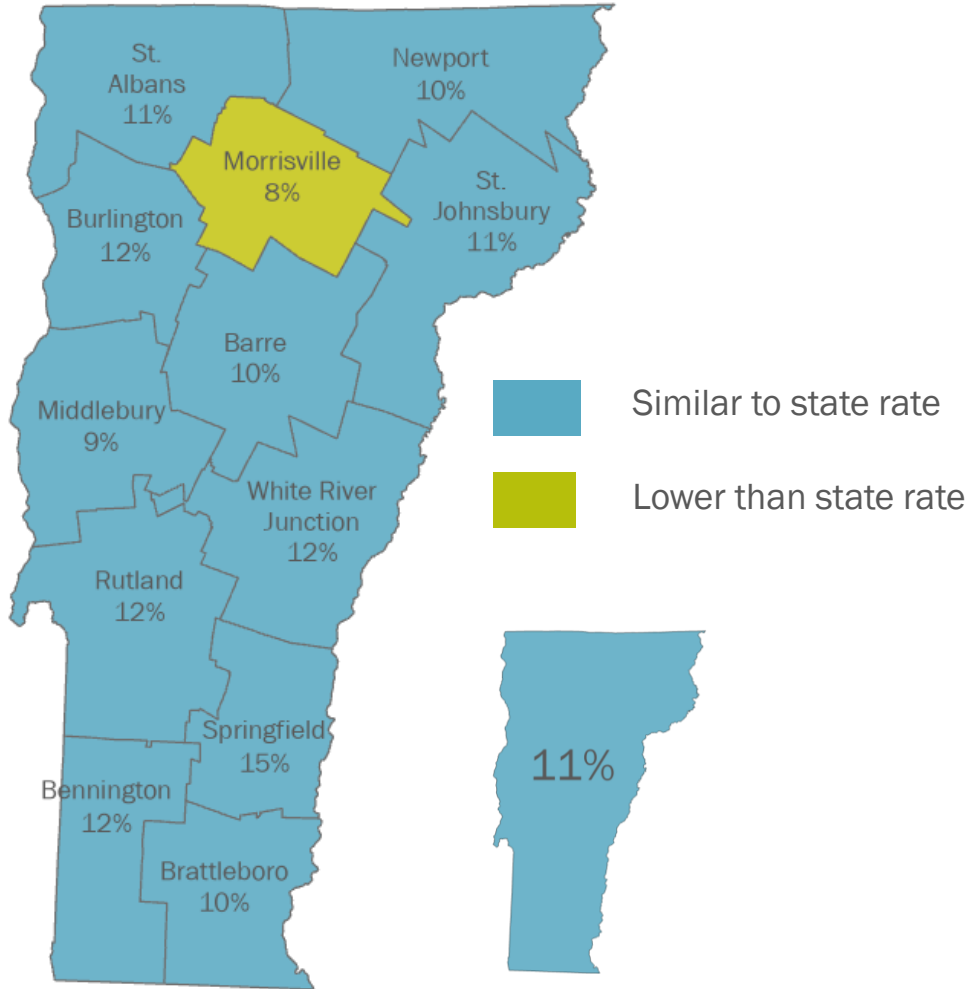 St.
Albans
11%
Newport
10%
Morrisville
8%
St.
Johnsbury
11%
Burlington
12%
Barre
10%
Middlebury
9%
Similar to state rate
Lower than state rate
White River
Junction
12%
Rutland
12%
Springfield
15%
11%
Bennington
12%
Brattleboro
10%